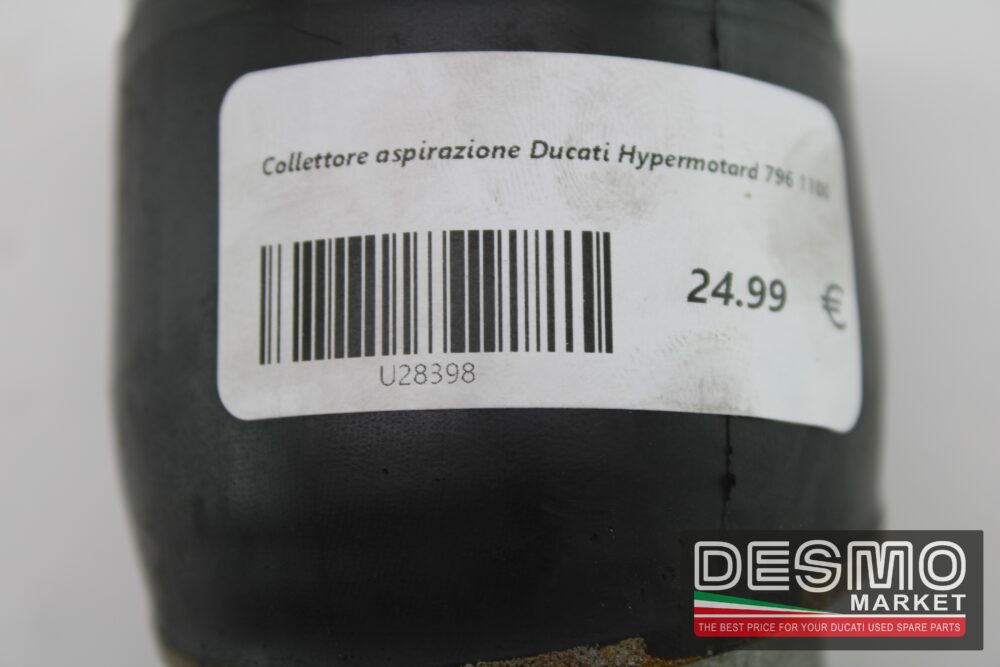 Collettore aspirazione Ducati Hypermotard 796 1100
24.99 €
U28398
DESMO
MARKET
THE BEST PRICE FOR YOUR DUCATI USED SPARE PARTS